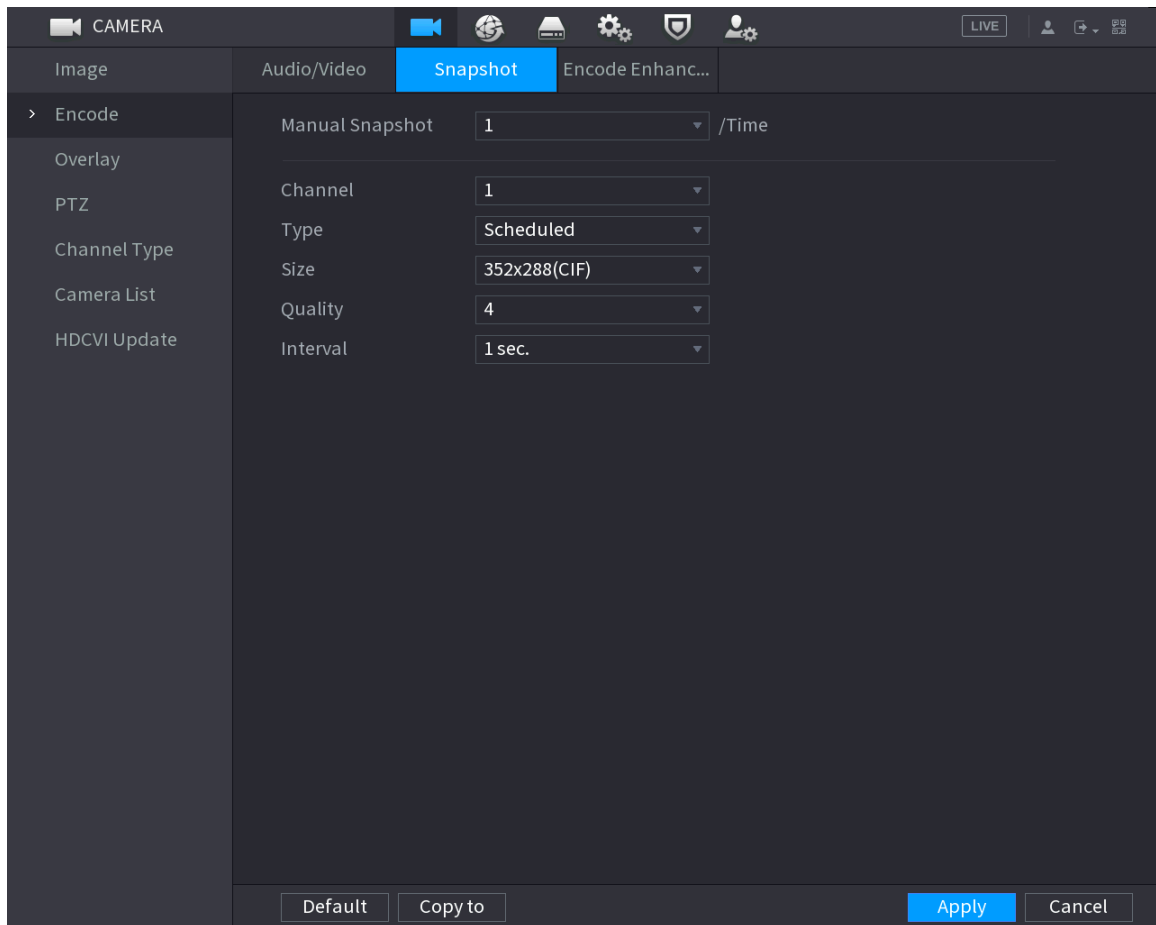 CAMERA
LIVE
Image
Audio/Video
Snapshot
Encode Enhanc...
Encode
Manual Snapshot 1 /Time
Overlay
PTZ
Channel Type
Camera List
HDCVI Update
Channel 1
Type Scheduled
Size 352x288(CIF)
Quality 4
Interval 1 sec.
Default
Copy to
Apply
Cancel